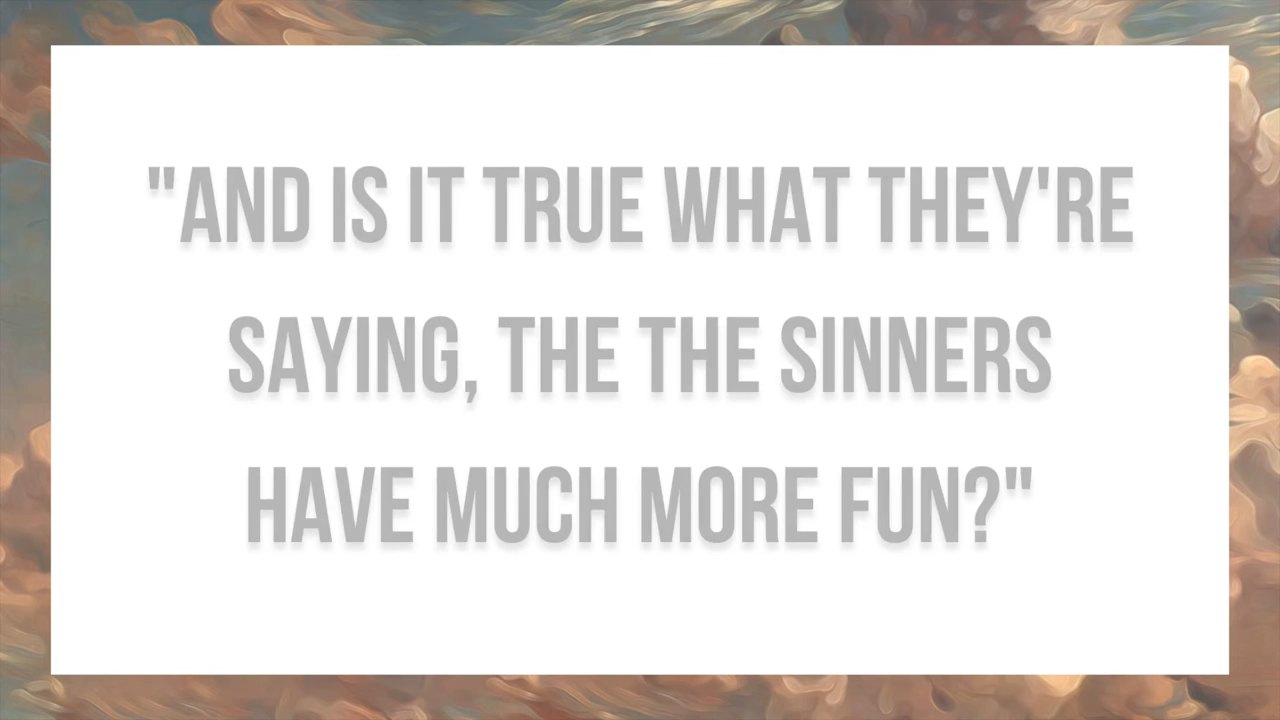 "AND IS IT TRUE WHAT THEY'RE
SAYING, THE THE SINNERS
HAVE MUCH MORE FUN?"